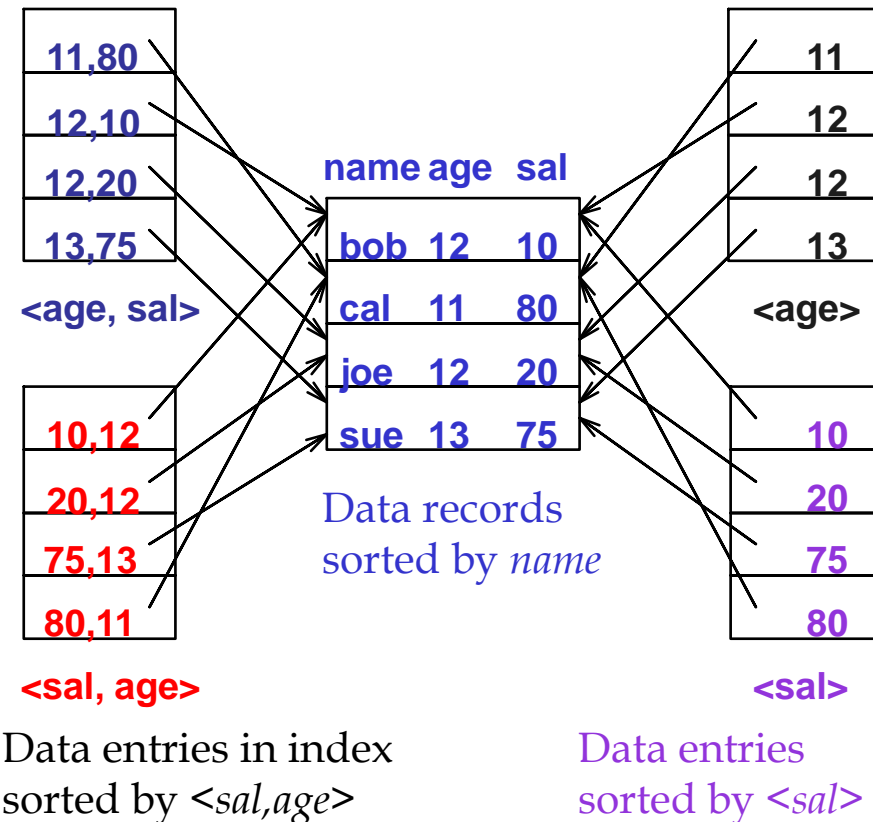 11,80
12,10
12,20
13,75
<age, sal>
10,12
20,12
75,13
80,11
<sal, age>
Data entries in index
sorted by <sal,age>
name age sal
bob 12 10
cal 11 80
joe 12 20
sue 13 75
Data records
sorted by name
11
12
12
13
<age>
10
20
75
80
<sal>
Data entries
sorted by <sal>